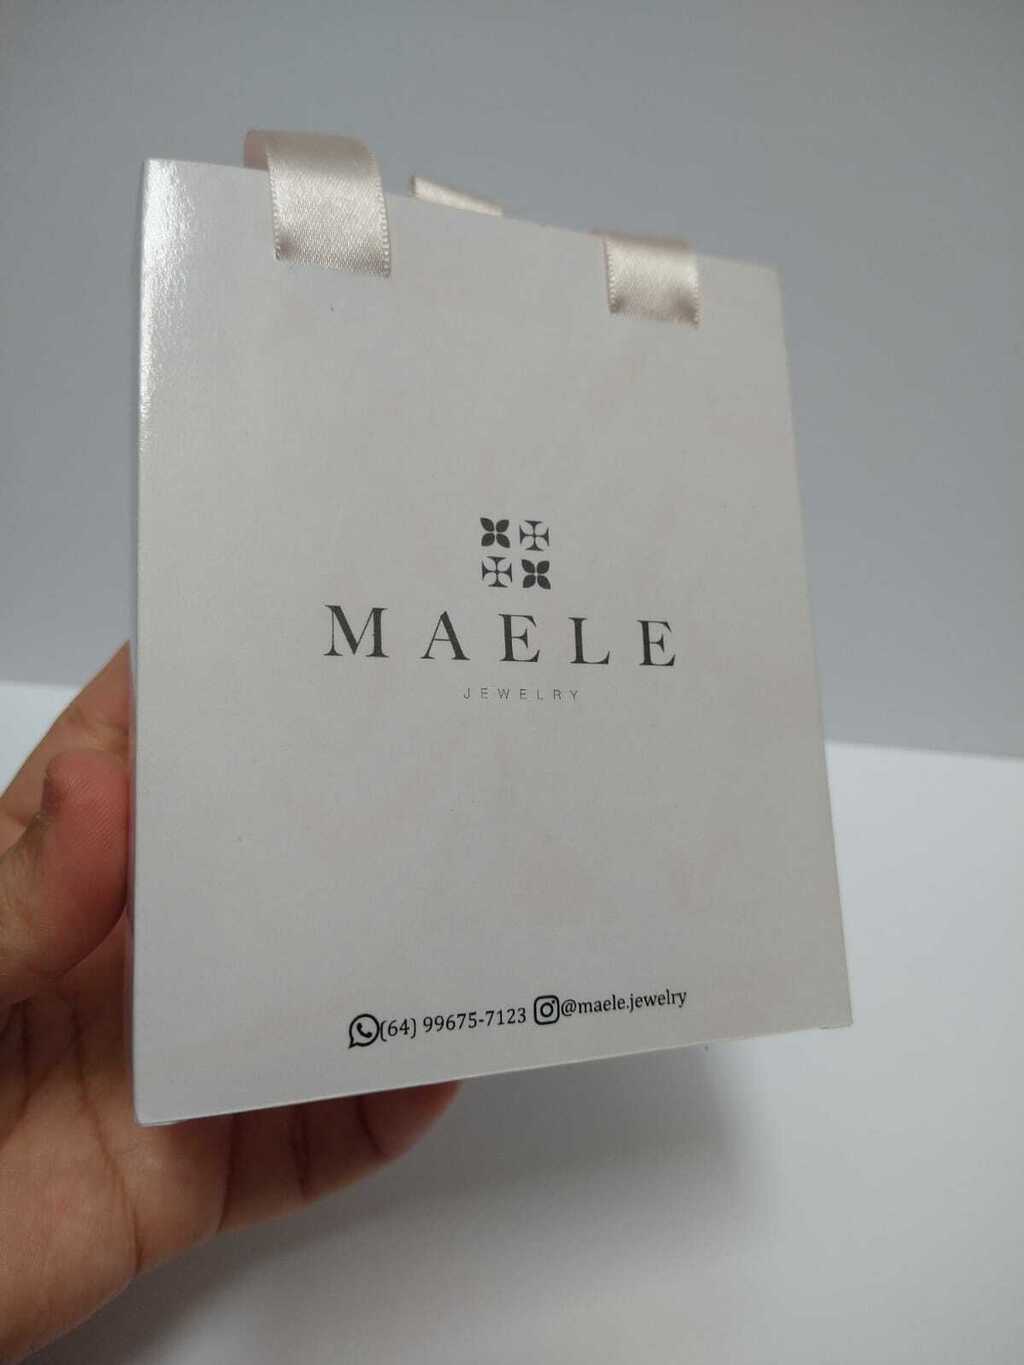 MAELE
JEWELRY
(64) 99675-7123 @maele.jewelry